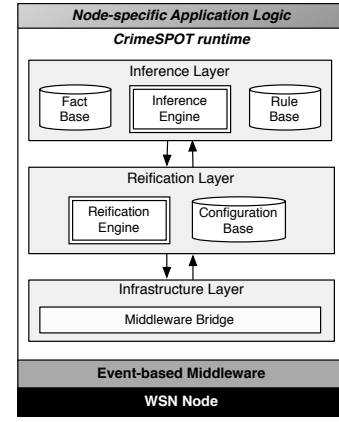 Node-specific Application Logic
CrimeSPOT runtime
Inference Layer
Fact
Base
Inference
Engine
Rule
Base
Reification Layer
Reification
Engine
Configuration
Base
Infrastructure Layer
Middleware Bridge
Event-based Middleware
WSN Node